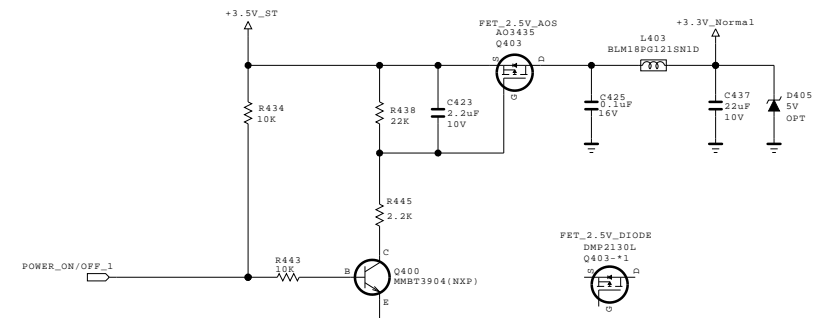 +3.5V_ST
FET_2.5V_AOS
AO3435
Q403
+3.3V_Normal
L403
BLM18PG121SN1D
S
D
G
R434
10K
R438
22K
C423
2.2uF
10V
C425
0.1uF
16V
C437
22uF
10V
D405
5V
OPT
R445
2.2K
FET_2.5V_DIODE
DMP2130L
Q403-*1
S
D
G
POWER_ON/OFF_1
R443
10K
B
C
Q400
MMBT3904(NXP)
E